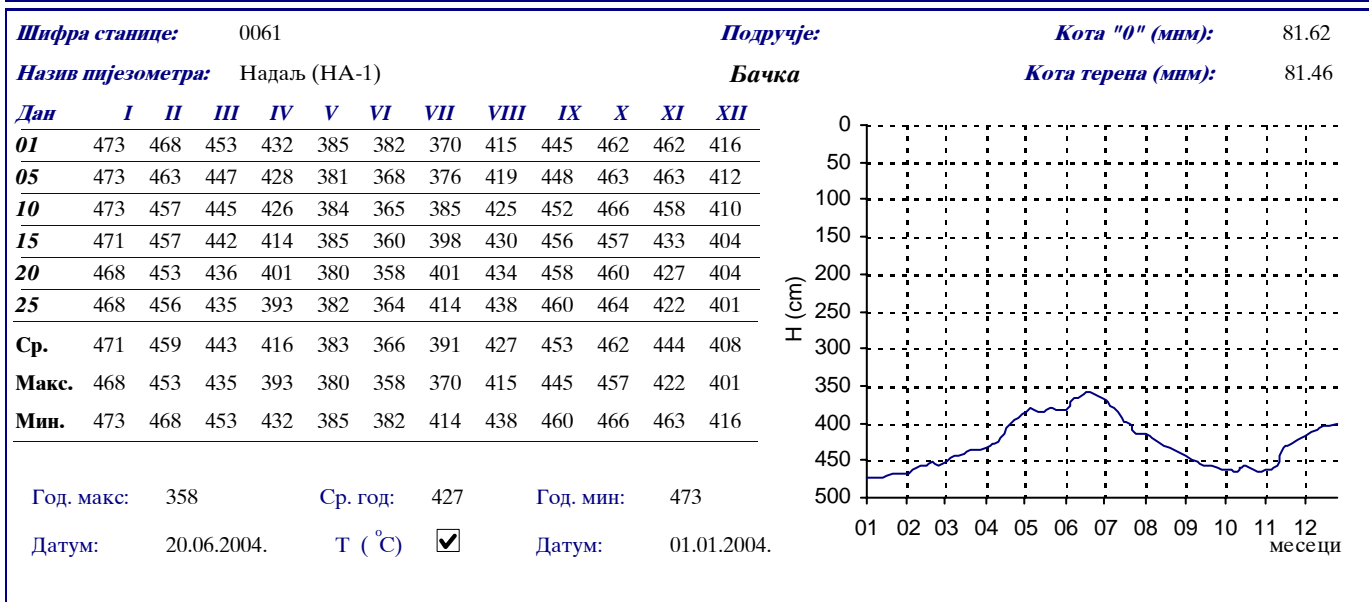 Шифра станице: 0061 Подручје: Кота "0" (мнм): 81.62
Назив пијезометра: Надаљ (НА-1) Бачка Кота терена (мнм): 81.46
Дан I II III IV V VI VII VIII IX X XI XII
01 473 468 453 432 385 382 370 415 445 462 462 416
05 473 463 447 428 381 368 376 419 448 463 463 412
10 473 457 445 426 384 365 385 425 452 466 458 410
15 471 457 442 414 385 360 398 430 456 457 433 404
20 468 453 436 401 380 358 401 434 458 460 427 404
25 468 456 435 393 382 364 414 438 460 464 422 401
Ср. 471 459 443 416 383 366 391 427 453 462 444 408
Макс. 468 453 435 393 380 358 370 415 445 457 422 401
Мин. 473 468 453 432 385 382 414 438 460 466 463 416
Год. макс: 358 Ср. год: 427 Год. мин: 473
Датум: 20.06.2004. Т ( °С) Датум: 01.01.2004.
H (cm)
0
50
100
150
200
250
300
350
400
450
500
01 02 03 04 05 06 07 08 09 10 11 12
месеци